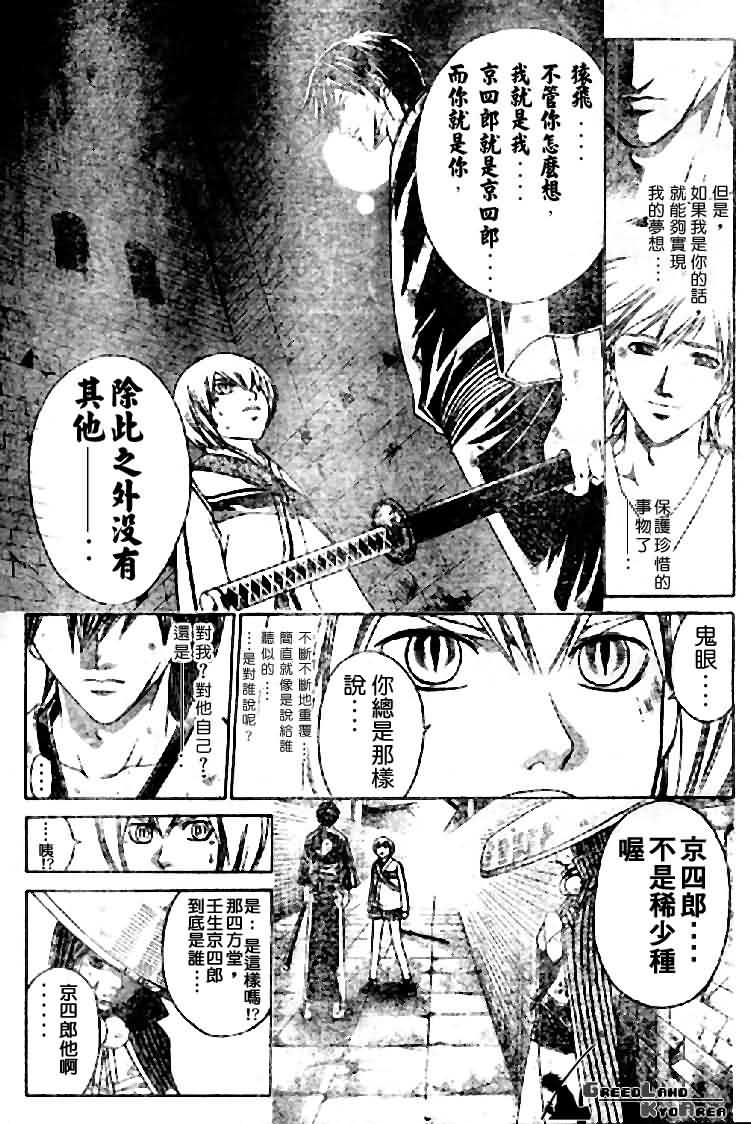 但是，
如果我是你的話，
就能夠實現
我的夢想‥‥
保護珍惜的
事物了——‥
猿飛‥‥
不管你怎麼想，
我就是我‥‥
京四郎就是京四郎‥‥
而你就是你，
除此之外沒有
其他——‥‥
鬼眼‥‥
你總是那樣
說‥‥
不斷不斷地重覆‥‥
簡直就像是說給誰
聽似的‥‥
‥‥是對誰說呢？
對我？對他自己？
還是——‥‥
‥‥
京四郎‥‥
不是稀少種
喔
‥‥咦!?
是‥是這樣嗎!?
那四方堂，
壬生京四郎
到底是誰‥‥
京四郎他啊
‥‥‥
GREEDLAND
KYOAREA